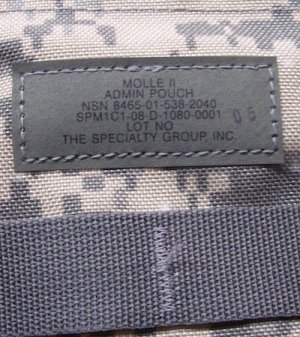 MOLLE II
ADMIN POUCH
NSN 8465-01-538-2040
SPM1C1-08-D-1080-0001 05
LOT NO
THE SPECIALTY GROUP, INC.